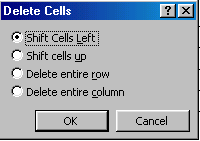 Delete Cells
Shift Cells Left
Shift cells up
Delete entire row
Delete entire column
OK Cancel